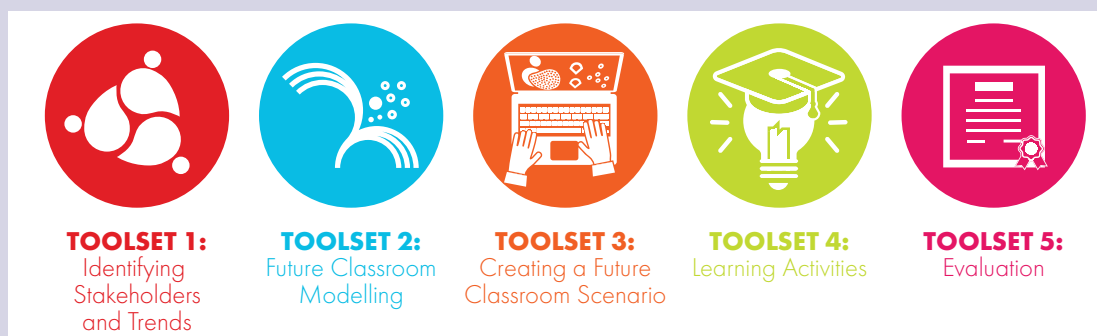 TOOLSET 1:
Identifying
Stakeholders
and Trends
TOOLSET 2:
Future Classroom
Modelling
TOOLSET 3:
Creating a Future
Classroom Scenario
TOOLSET 4:
Learning Activities
TOOLSET 5:
Evaluation